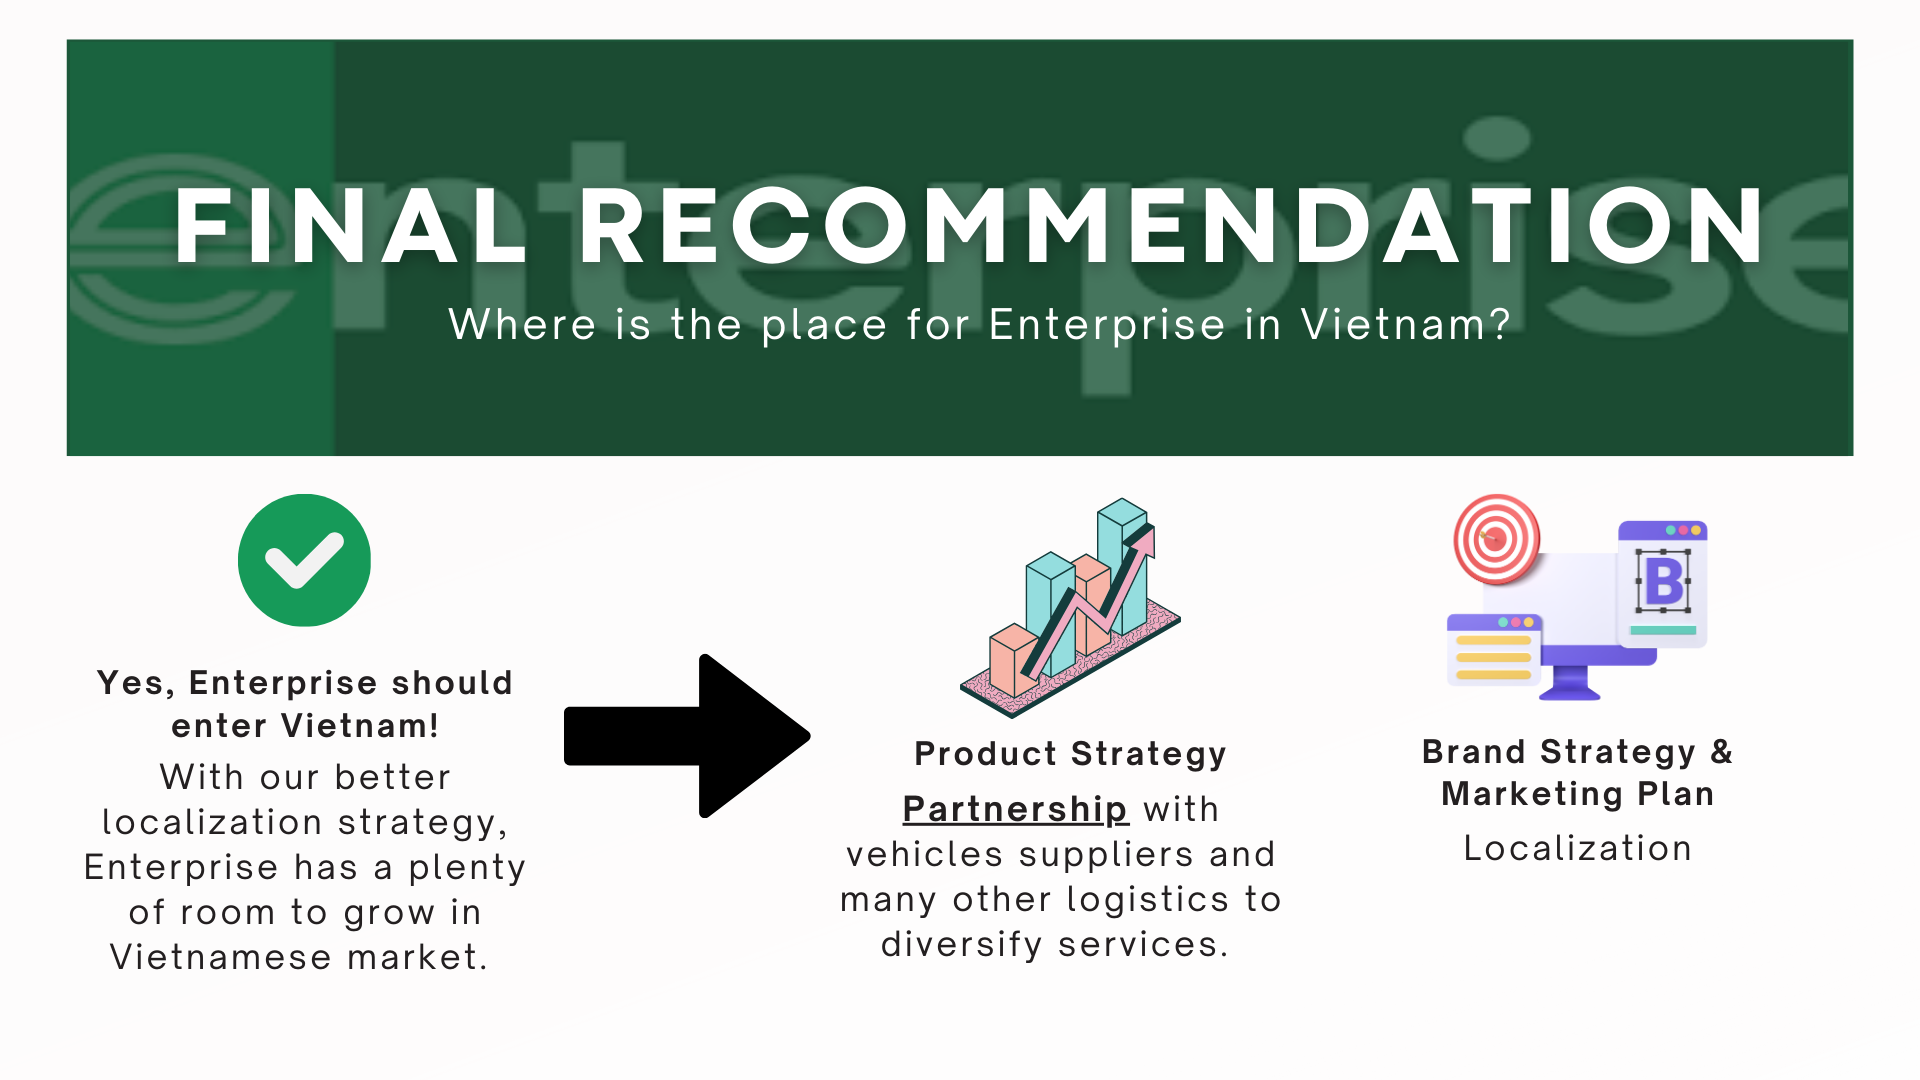 enterprise
FINAL RECOMMENDATION
Where is the place for Enterprise in Vietnam?
Yes, Enterprise should
enter Vietnam!
With our better
localization strategy,
Enterprise has a plenty
of room to grow in
Vietnamese market.
Product Strategy
Partnership with
vehicles suppliers and
many other logistics to
diversify services.
B
Brand Strategy &
Marketing Plan
Localization